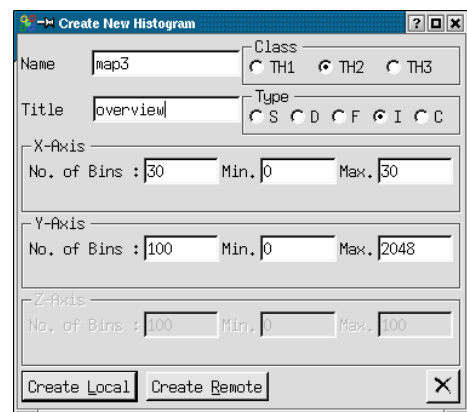 Create New Histogram
Name map3
Class
TH1 TH2 TH3
Title overview
Type
S D F I C
X-Axis
No. of Bins : 30 Min. 0 Max. 30
Y-Axis
No. of Bins : 100 Min. 0 Max. 2048
Z-Axis
No. of Bins : 100 Min. 0 Max. 100
Create Local Create Remote